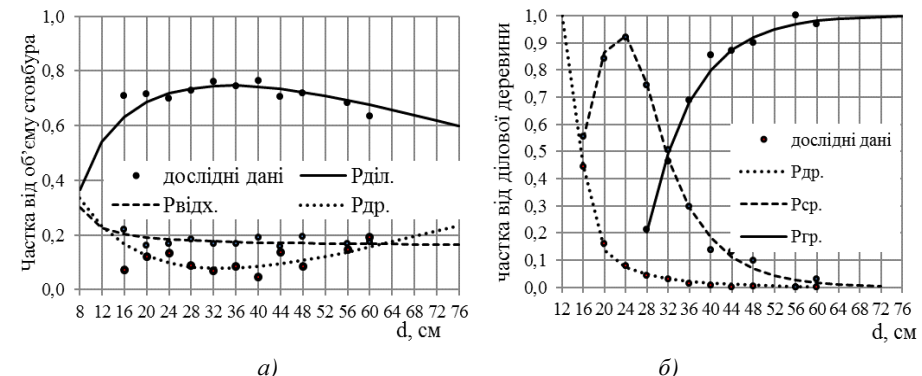 Частка від об’єму стовбура
1,0
0,8
0,6
0,4
0,2
0,0
дослідні дані
Рділ.
Рвідх.
Рдр.
8 12 16 20 24 28 32 36 40 44 48 52 56 60 64 68 72 76
d, см
а)
частка від ділової деревини
1,0
0,9
0,8
0,7
0,6
0,5
0,4
0,3
0,2
0,1
0,0
дослідні дані
Рдр.
Рср.
Ргр.
12 16 20 24 28 32 36 40 44 48 52 56 60 64 68 72 76
d, см
б)